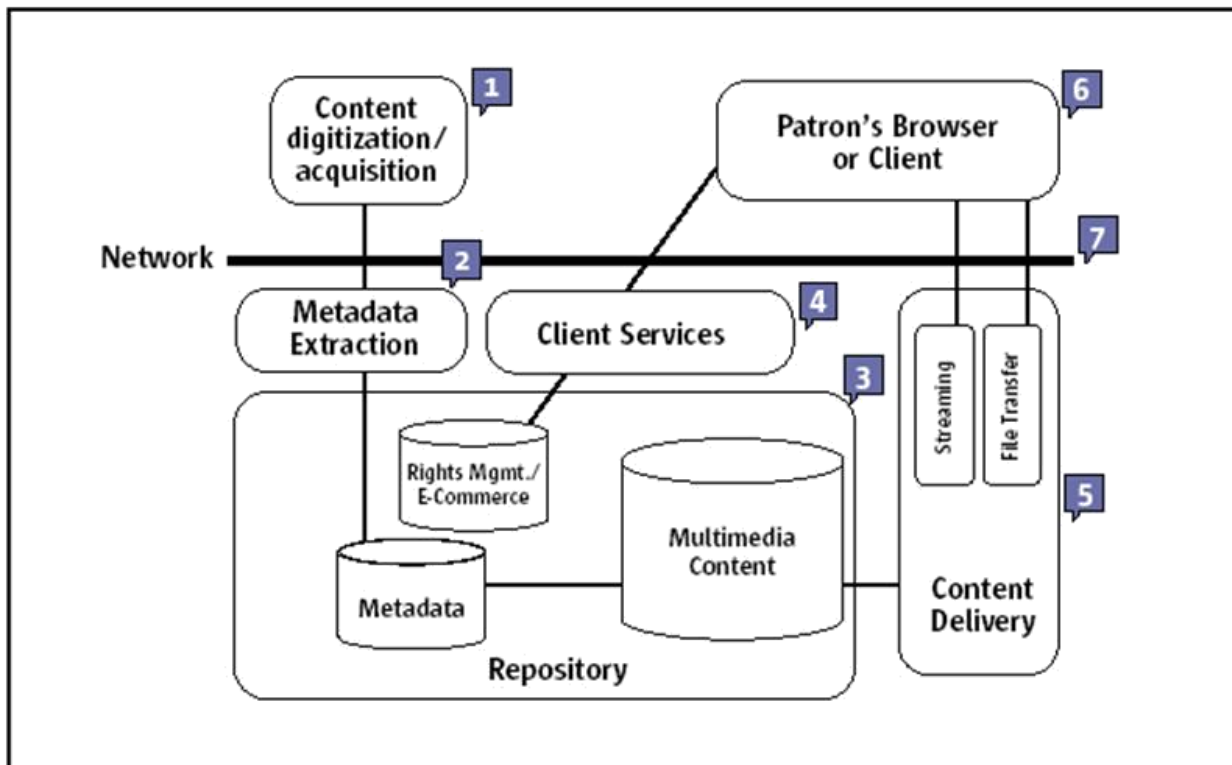 1
Content
digitization/
acquisition
6
Patron's Browser
or Client
Network
2
7
Metadata
Extraction
4
Client Services
3
Rights Mgmt./
E-Commerce
Streaming
File Transfer
5
Multimedia
Content
Metadata
Content
Delivery
Repository